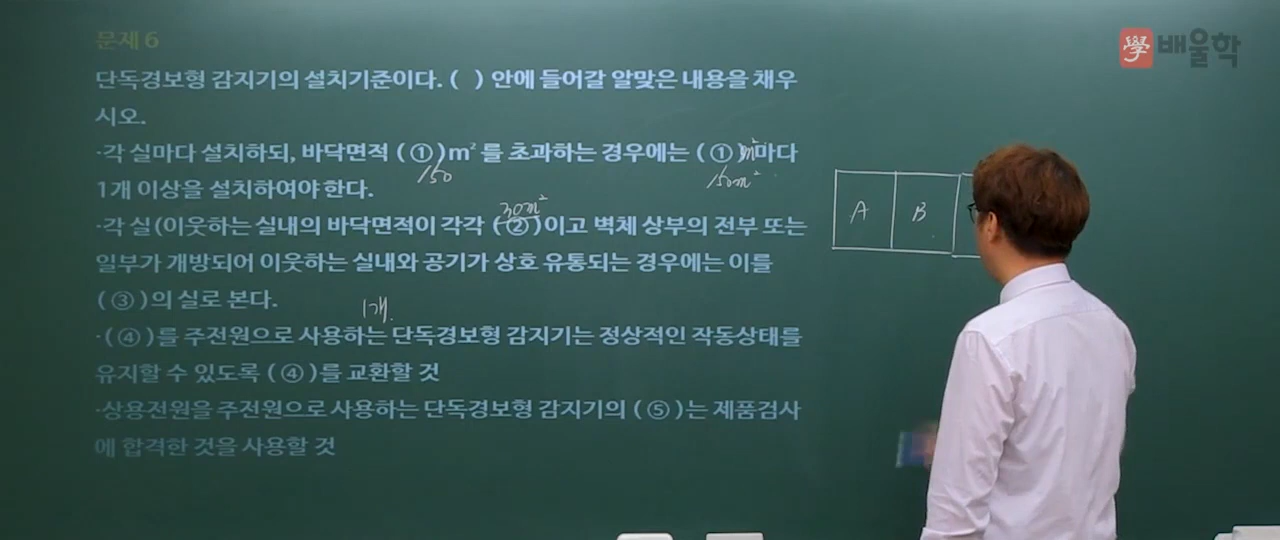 學 배울학
문제 6
단독경보형 감지기의 설치기준이다. ( ) 안에 들어갈 알맞은 내용을 채우
시오.
·각 실마다 설치하되, 바닥면적 ( ① )m² 를 초과하는 경우에는 ( ① )m²마다
150
150m²
1개 이상을 설치하여야 한다.
30m²
·각 실(이웃하는 실내의 바닥면적이 각각 ( ② )이고 벽체 상부의 전부 또는
일부가 개방되어 이웃하는 실내와 공기가 상호 유통되는 경우에는 이를
( ③ )의 실로 본다.
1개.
·( ④ )를 주전원으로 사용하는 단독경보형 감지기는 정상적인 작동상태를
유지할 수 있도록 ( ④ )를 교환할 것
·상용전원을 주전원으로 사용하는 단독경보형 감지기의 ( ⑤ )는 제품검사
에 합격한 것을 사용할 것
A B